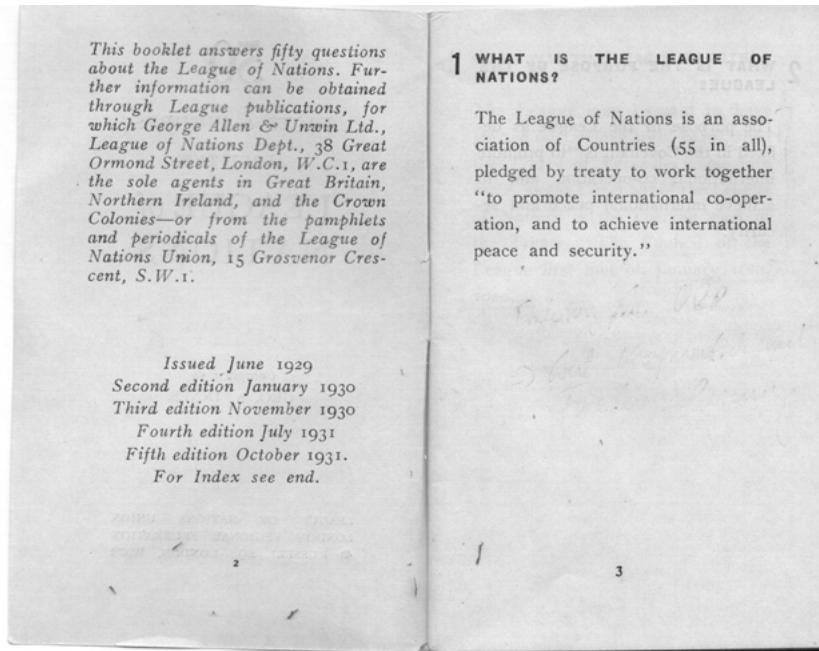 This booklet answers fifty questions
about the League of Nations. Fur-
ther information can be obtained
through League publications, for
which George Allen & Unwin Ltd.,
League of Nations Dept., 38 Great
Ormond Street, London, W.C.1, are
the sole agents in Great Britain,
Northern Ireland, and the Crown
Colonies—or from the pamphlets
and periodicals of the League of
Nations Union, 15 Grosvenor Cres-
cent, S.W.1.
Issued June 1929
Second edition January 1930
Third edition November 1930
Fourth edition July 1931
Fifth edition October 1931.
For Index see end.
2
1 WHAT IS THE LEAGUE OF
NATIONS?
The League of Nations is an asso-
ciation of Countries (55 in all),
pledged by treaty to work together
"to promote international co-oper-
ation, and to achieve international
peace and security."
3